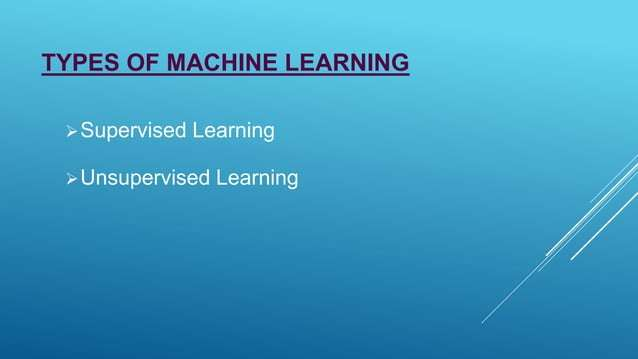 TYPES OF MACHINE LEARNING
➢Supervised Learning
➢Unsupervised Learning